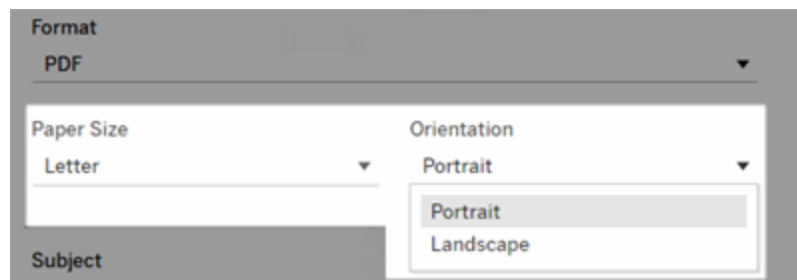 Format
PDF
Paper Size
Orientation
Letter
Portrait
Portrait
Landscape
Subject